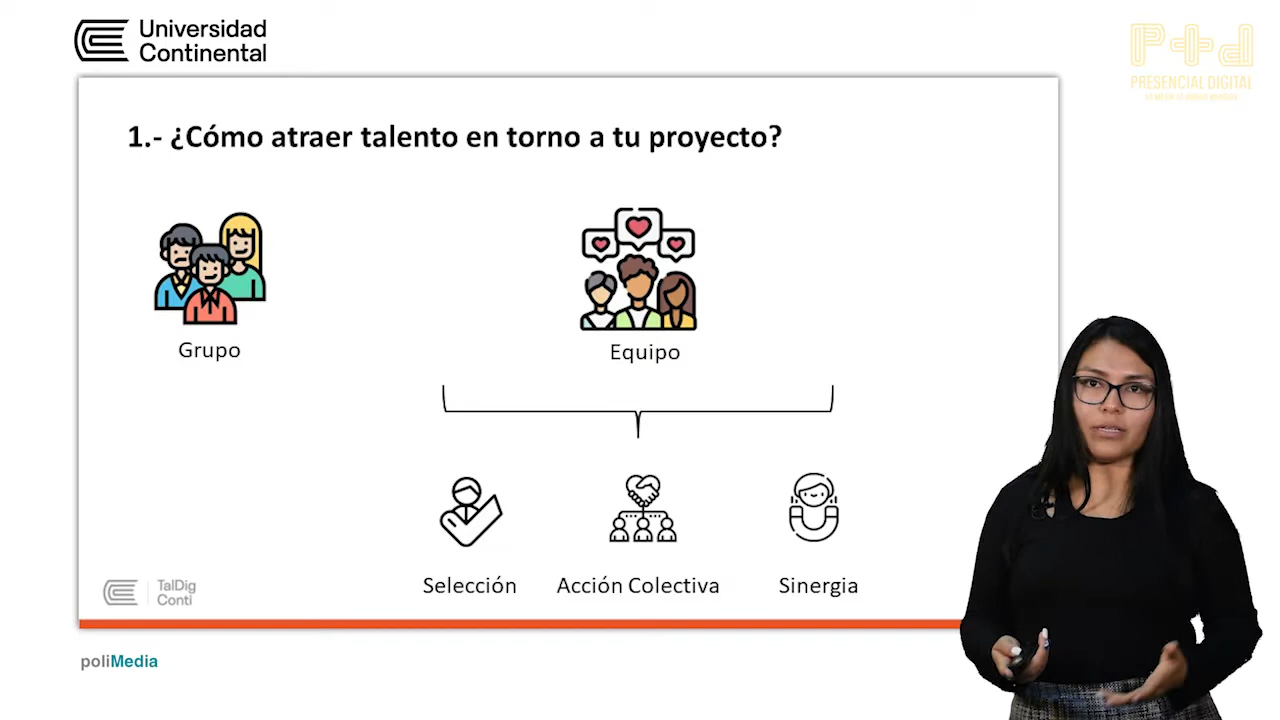 Universidad
Continental
P+d
PRESENCIAL DIGITAL
1.- ¿Cómo atraer talento en torno a tu proyecto?
Grupo
Equipo
Selección
Acción Colectiva
Sinergia
TalDig
Conti
poliMedia